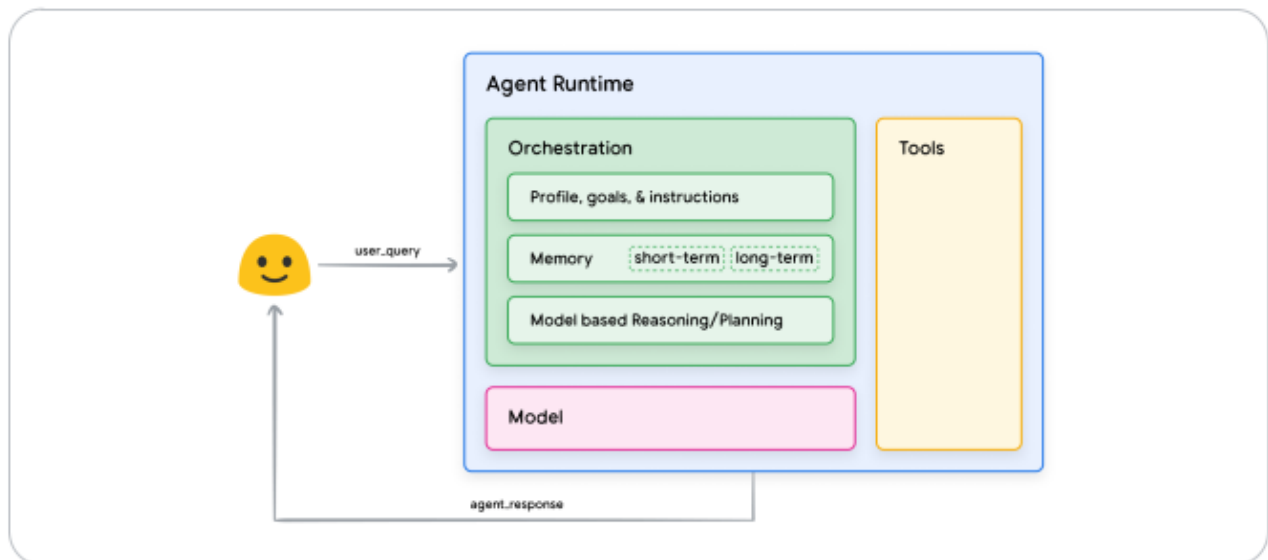 Agent Runtime
Orchestration
Tools
Profile, goals, & instructions
user_query
Memory short-term long-term
Model based Reasoning/Planning
Model
agent_response